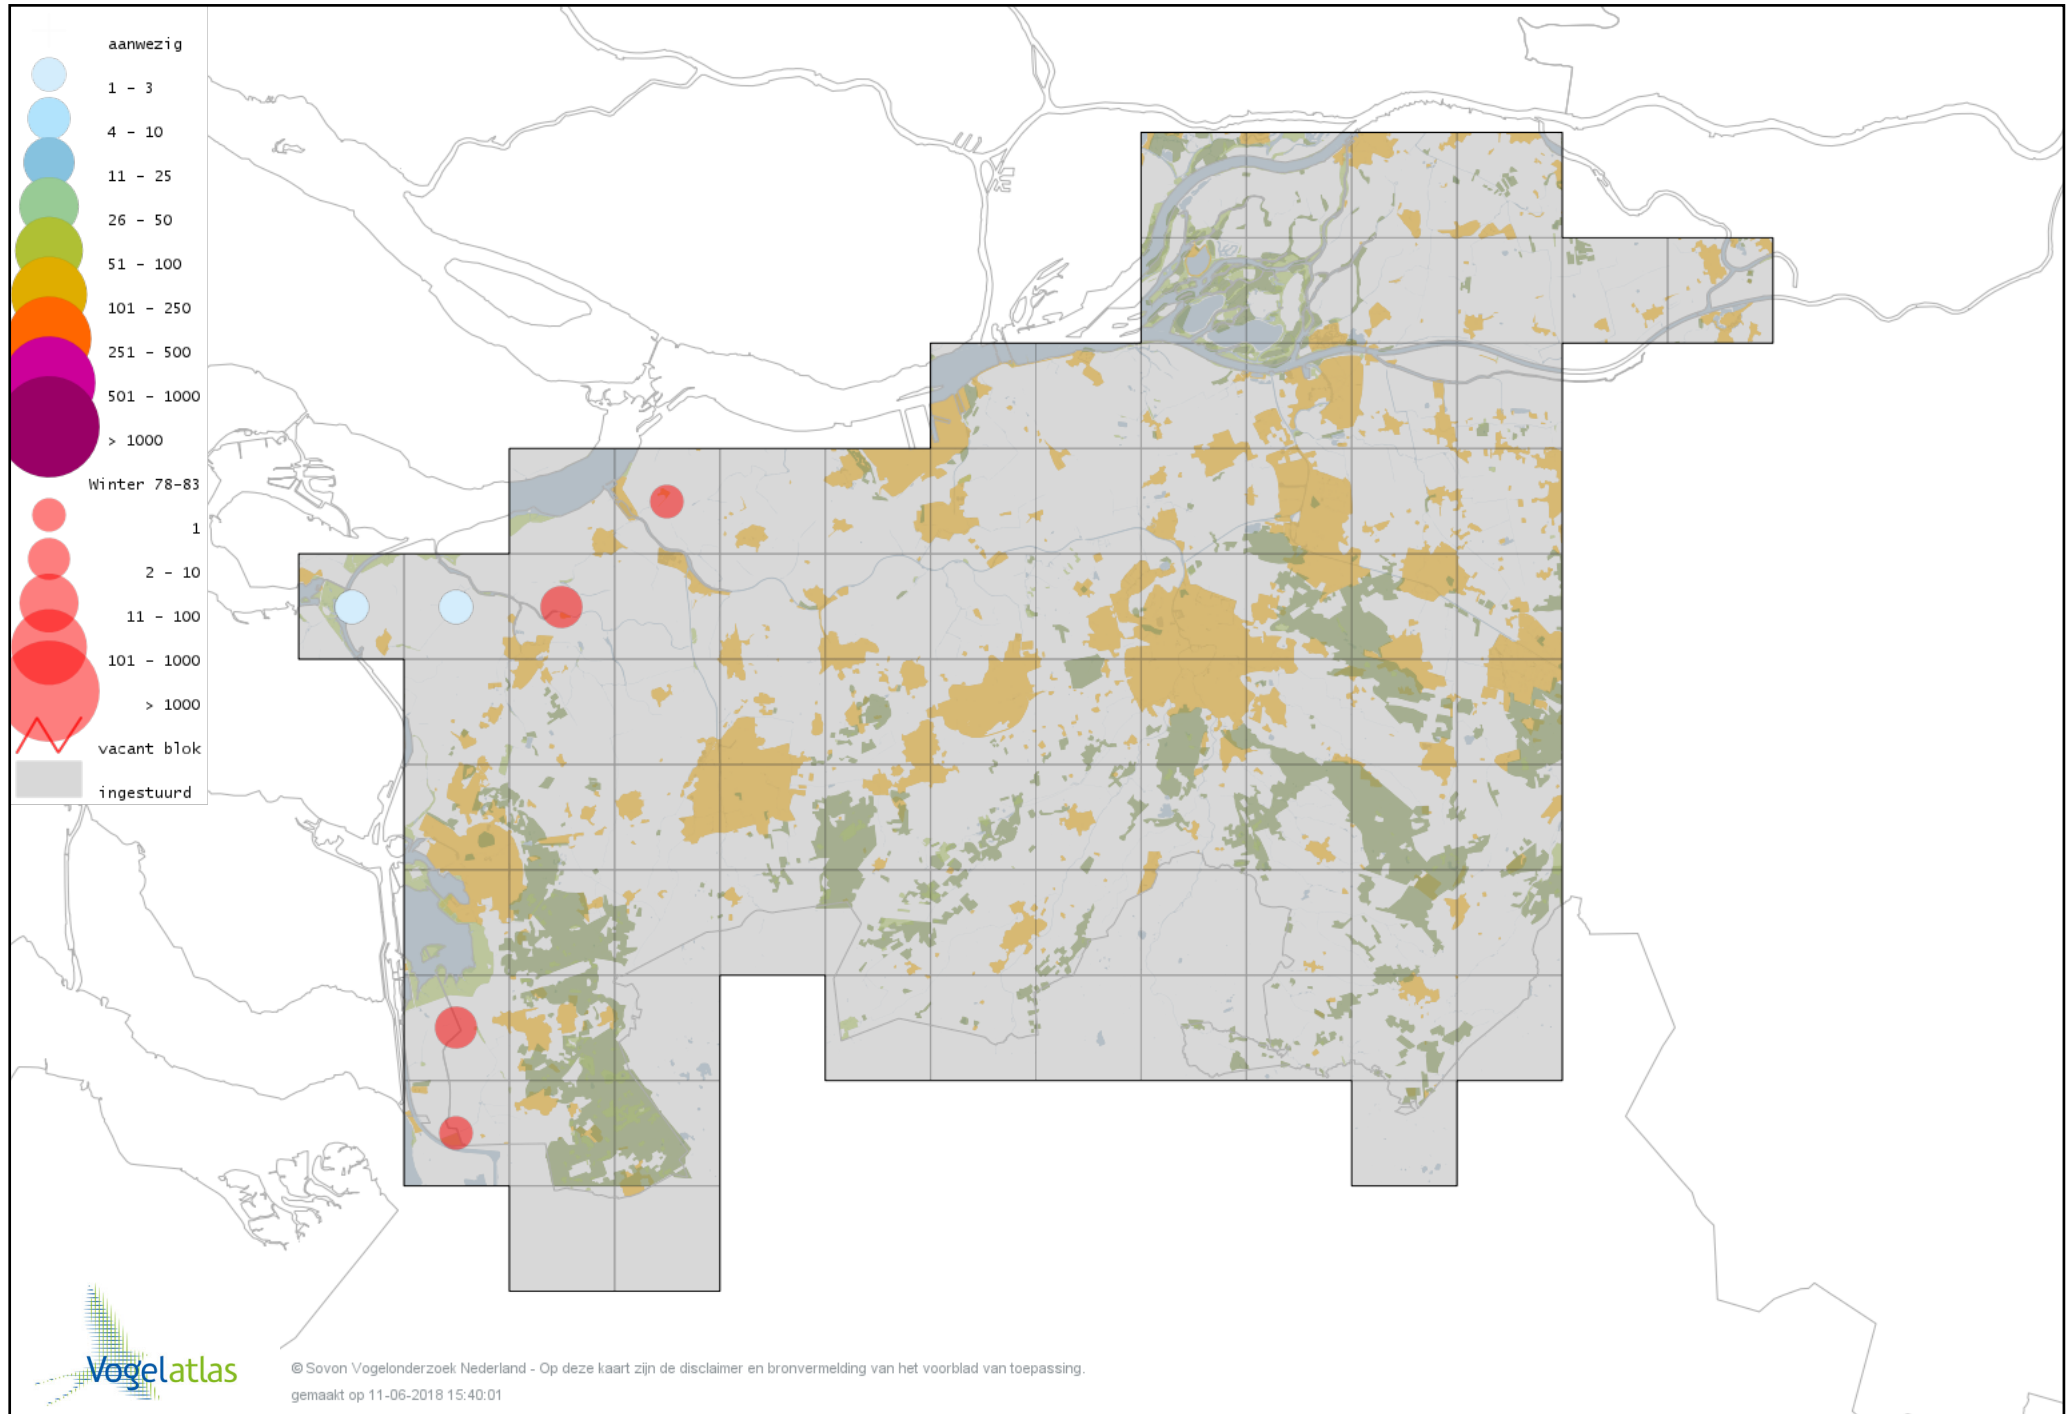 aanwezig
1 – 3
4 – 10
11 – 25
26 – 50
51 – 100
101 – 250
251 – 500
501 – 1000
> 1000
Winter 78-83
1
2 – 10
11 – 100
101 – 1000
> 1000
vacant blok
ingestuurd
Vogelatlas
© Sovon Vogelonderzoek Nederland - Op deze kaart zijn de disclaimer en bronvermelding van het voorblad van toepassing.
gemaakt op 11-06-2018 15:40:01